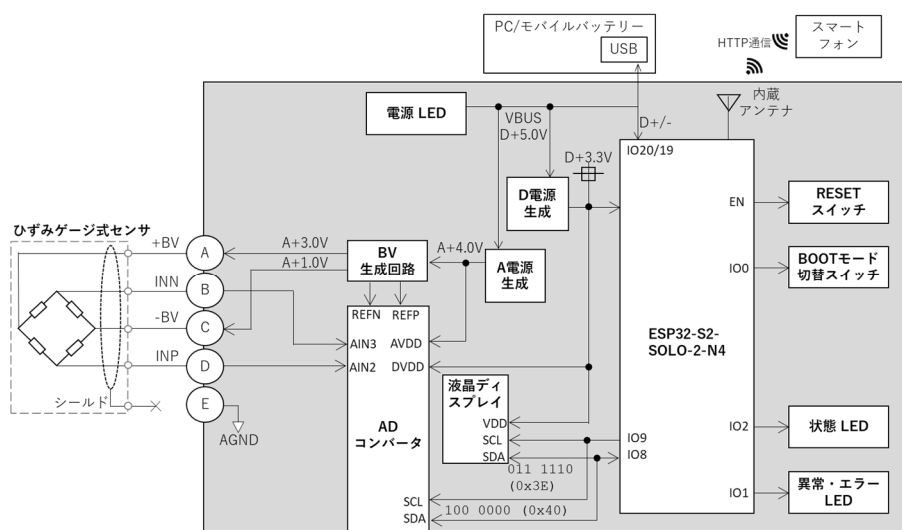 PC/モバイルバッテリー
USB
HTTP通信
スマート
フォン
内蔵
アンテナ
電源 LED
VBUS
D+5.0V
D+/-
D+3.3V
IO20/19
D電源
生成
EN
RESET
スイッチ
ひずみゲージ式センサ
+BV
A
A+3.0V
A+1.0V
BV
生成回路
A+4.0V
A電源
生成
IO0
BOOTモード
切替スイッチ
INN
B
-BV
C
REFN
REFP
ESP32-S2-
SOLO-2-N4
AIN3
AVDD
INP
D
AIN2
DVDD
シールド
E
AGND
液晶ディ
スプレイ
VDD
SCL
SDA
AD
コンバータ
IO9
IO8
IO2
状態 LED
011 1110
(0x3E)
IO1
異常・エラー
LED
SCL
SDA
100 0000 (0x40)